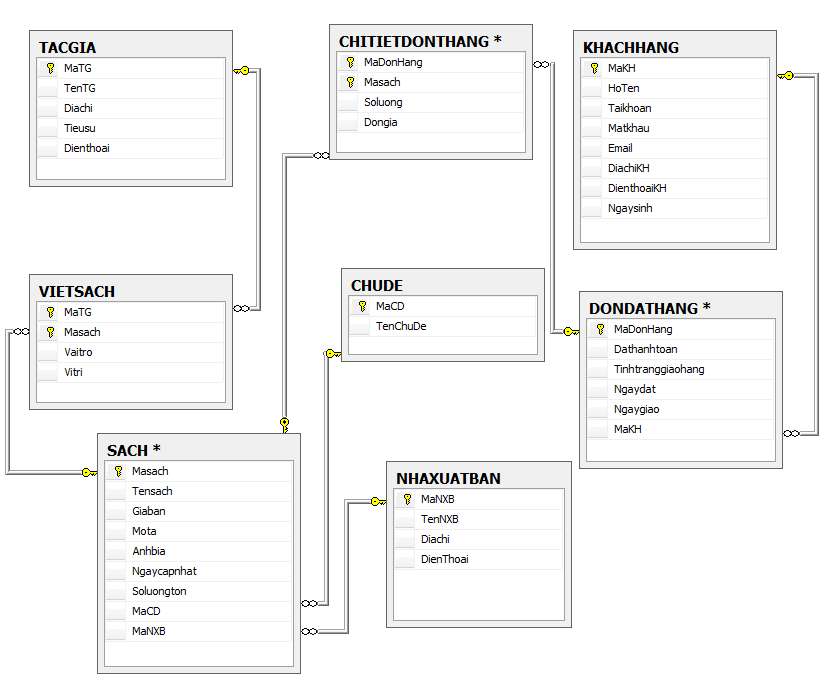 TACGIA
MaTG
TenTG
Diachi
Tieusu
Dienthoai
CHITIETDONTHANG *
MaDonHang
Masach
Soluong
Dongia
KHACHHANG
MaKH
HoTen
Taikhoan
Matkhau
Email
DiachiKH
DienthoaiKH
Ngaysinh
VIETSACH
MaTG
Masach
Vaitro
Vitri
CHUDE
MaCD
TenChuDe
DONDATHANG *
MaDonHang
Dathanhtoan
Tinhtranggiaohang
Ngaydat
Ngaygiao
MaKH
SACH *
Masach
Tensach
Giaban
Mota
Anhbia
Ngaycapnhat
Soluongton
MaCD
MaNXB
NHAXUATBAN
MaNXB
TenNXB
Diachi
DienThoai